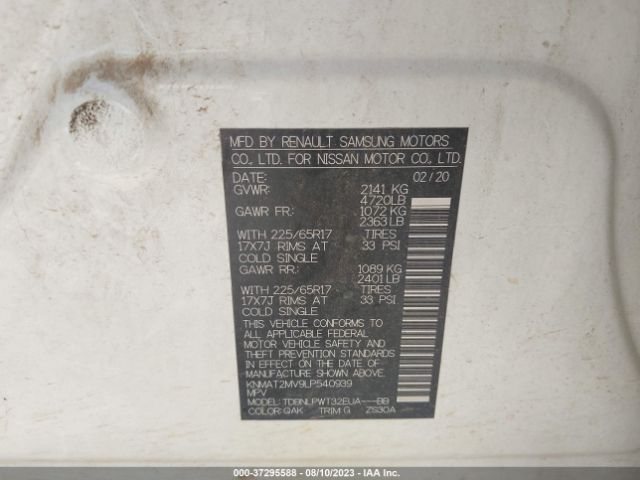 MFD BY RENAULT SAMSUNG MOTORS
CO., LTD. FOR NISSAN MOTOR CO., LTD.
DATE: 02/20
GVWR: 2141 KG
4720LB
GAWR FR: 1072 KG
2363 LB
WITH 225/65R17 TIRES
17X7J RIMS AT 33 PSI
COLD SINGLE
GAWR RR: 1089 KG
2401 LB
WITH 225/65R17 TIRES
17X7J RIMS AT 33 PSI
COLD SINGLE
THIS VEHICLE CONFORMS TO
ALL APPLICABLE FEDERAL
MOTOR VEHICLE SAFETY AND
THEFT PREVENTION STANDARDS
IN EFFECT ON THE DATE OF
MANUFACTURE SHOWN ABOVE.
KNMAT2MV9LP540939
MPV
MODEL: TDBNLPWT32EUA---BB
COLOR: QAK TRIM: G ZS30A
000-37295588 - 08/10/2023 - IAA Inc.